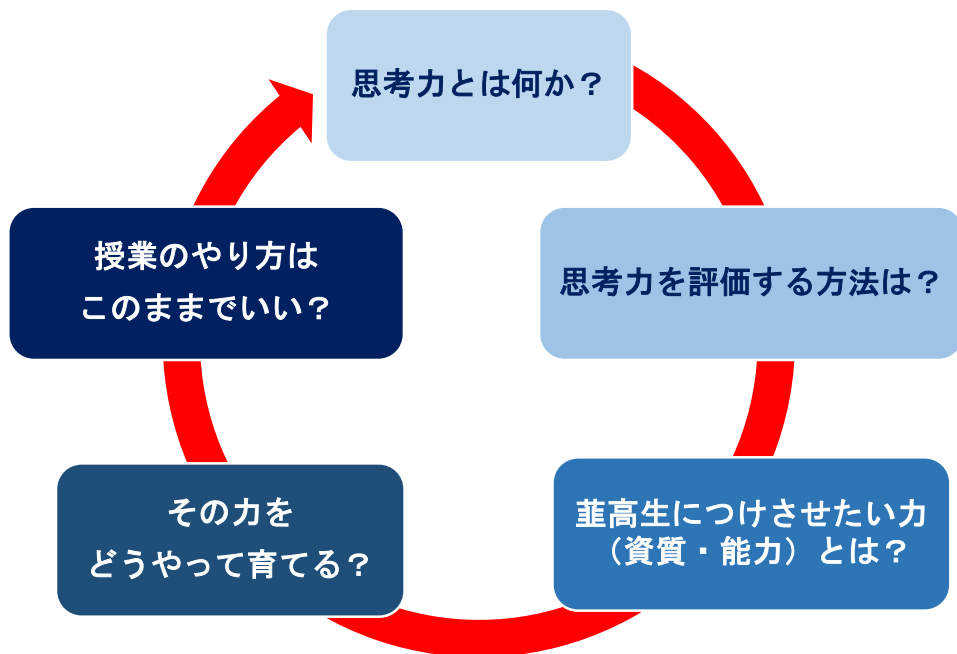 思考力とは何か？
思考力を評価する方法は？
韮高生につけさせたい力
（資質・能力）とは？
その力を
どうやって育てる？
授業のやり方は
このままでいい？